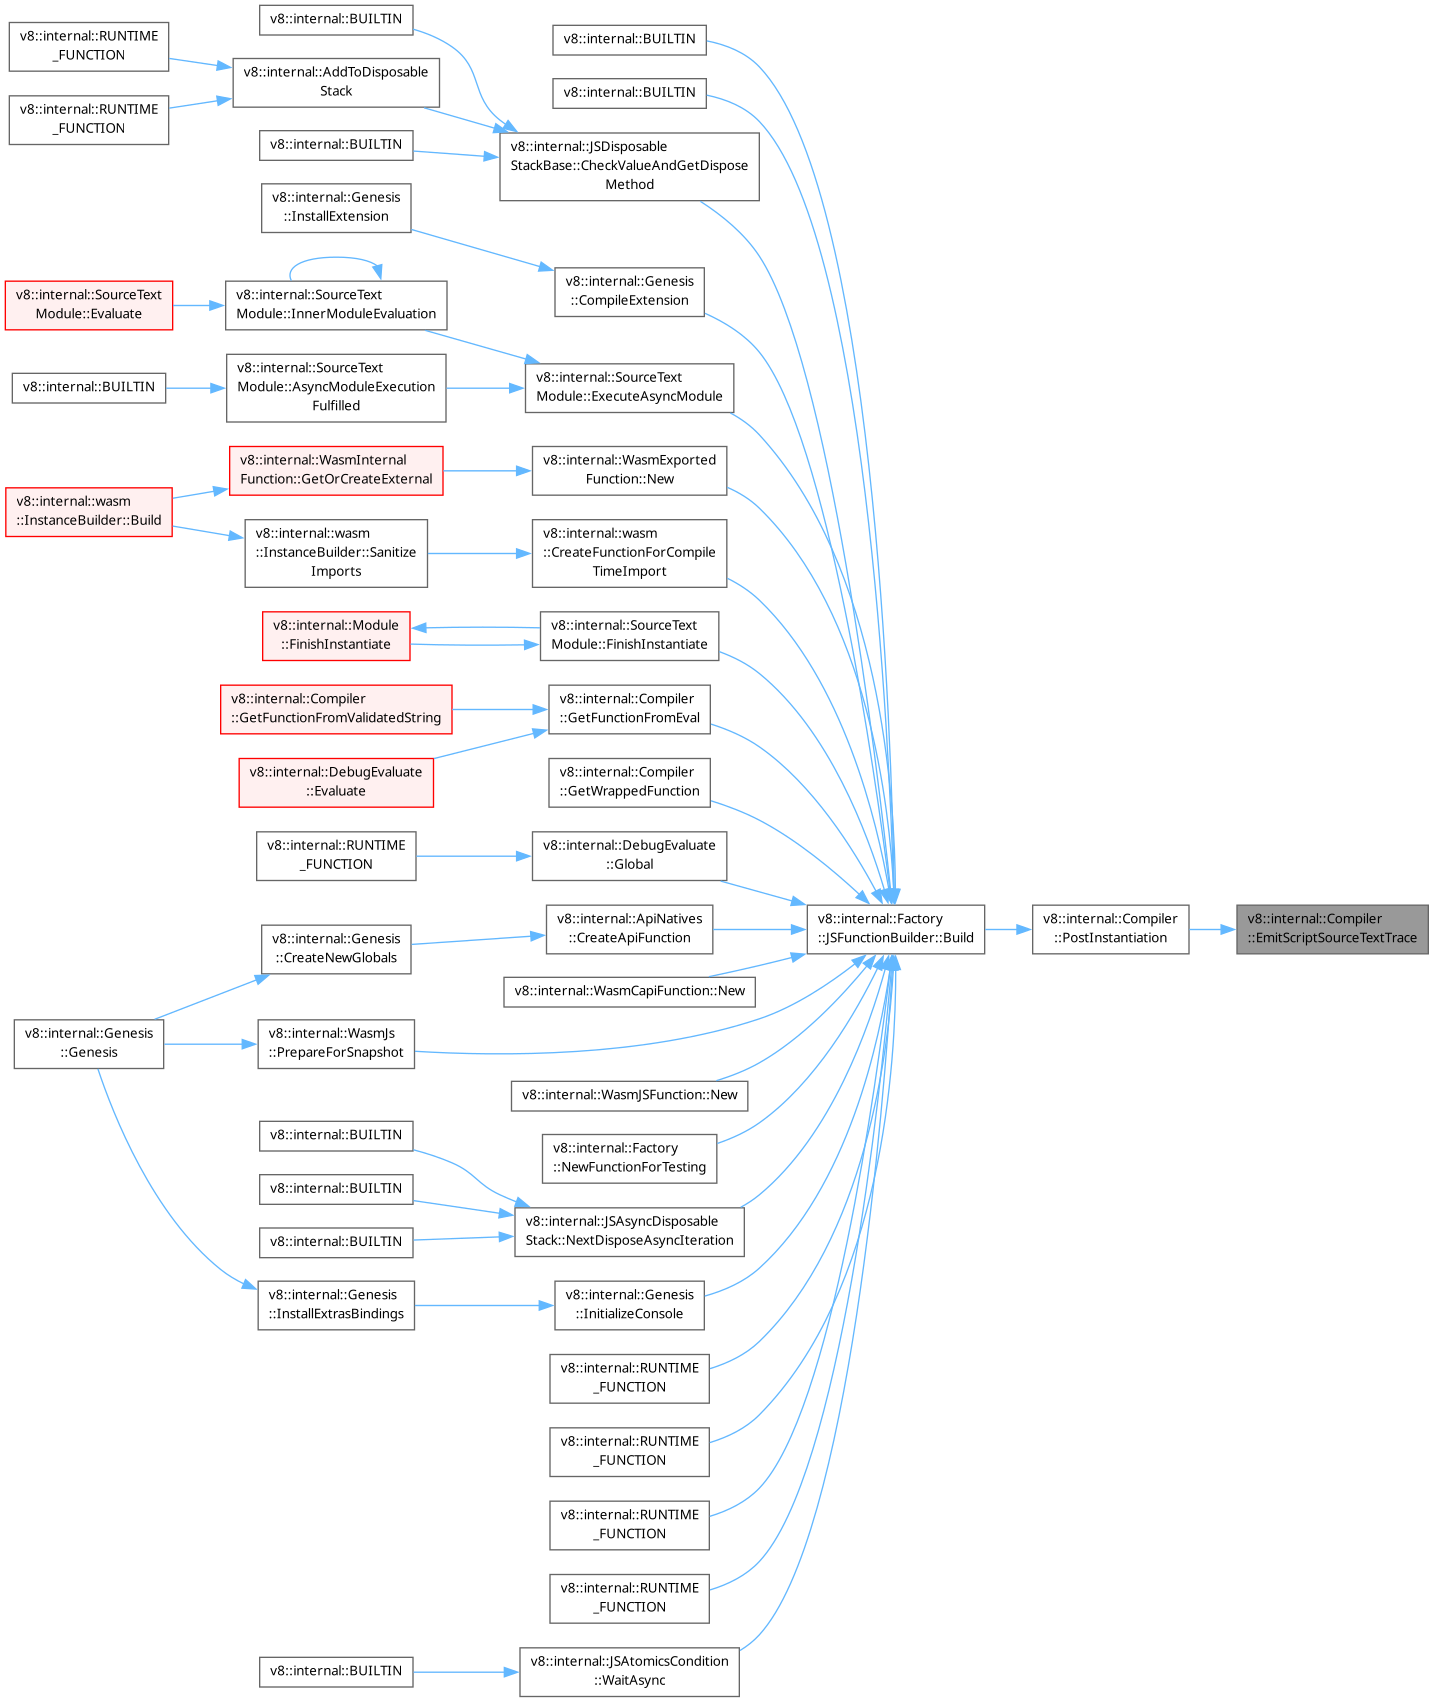 v8::internal::RUNTIME
_FUNCTION
v8::internal::RUNTIME
_FUNCTION
v8::internal::SourceText
Module::Evaluate
v8::internal::BUILTIN
v8::internal::wasm
::InstanceBuilder::Build
v8::internal::Genesis
::Genesis
v8::internal::BUILTIN
v8::internal::AddToDisposable
Stack
v8::internal::BUILTIN
v8::internal::Genesis
::InstallExtension
v8::internal::SourceText
Module::InnerModuleEvaluation
v8::internal::SourceText
Module::AsyncModuleExecution
Fulfilled
v8::internal::WasmInternal
Function::GetOrCreateExternal
v8::internal::wasm
::InstanceBuilder::Sanitize
Imports
v8::internal::Module
::FinishInstantiate
v8::internal::Compiler
::GetFunctionFromValidatedString
v8::internal::DebugEvaluate
::Evaluate
v8::internal::RUNTIME
_FUNCTION
v8::internal::Genesis
::CreateNewGlobals
v8::internal::WasmJs
::PrepareForSnapshot
v8::internal::BUILTIN
v8::internal::BUILTIN
v8::internal::BUILTIN
v8::internal::Genesis
::InstallExtrasBindings
v8::internal::BUILTIN
v8::internal::BUILTIN
v8::internal::BUILTIN
v8::internal::JSDisposable
StackBase::CheckValueAndGetDispose
Method
v8::internal::Genesis
::CompileExtension
v8::internal::SourceText
Module::ExecuteAsyncModule
v8::internal::WasmExported
Function::New
v8::internal::wasm
::CreateFunctionForCompile
TimeImport
v8::internal::SourceText
Module::FinishInstantiate
v8::internal::Compiler
::GetFunctionFromEval
v8::internal::Compiler
::GetWrappedFunction
v8::internal::DebugEvaluate
::Global
v8::internal::ApiNatives
::CreateApiFunction
v8::internal::WasmCapiFunction::New
v8::internal::WasmJSFunction::New
v8::internal::Factory
::NewFunctionForTesting
v8::internal::JSAsyncDisposable
Stack::NextDisposeAsyncIteration
v8::internal::Genesis
::InitializeConsole
v8::internal::RUNTIME
_FUNCTION
v8::internal::RUNTIME
_FUNCTION
v8::internal::RUNTIME
_FUNCTION
v8::internal::RUNTIME
_FUNCTION
v8::internal::JSAtomicsCondition
::WaitAsync
v8::internal::Factory
::JSFunctionBuilder::Build
v8::internal::Compiler
::PostInstantiation
v8::internal::Compiler
::EmitScriptSourceTextTrace